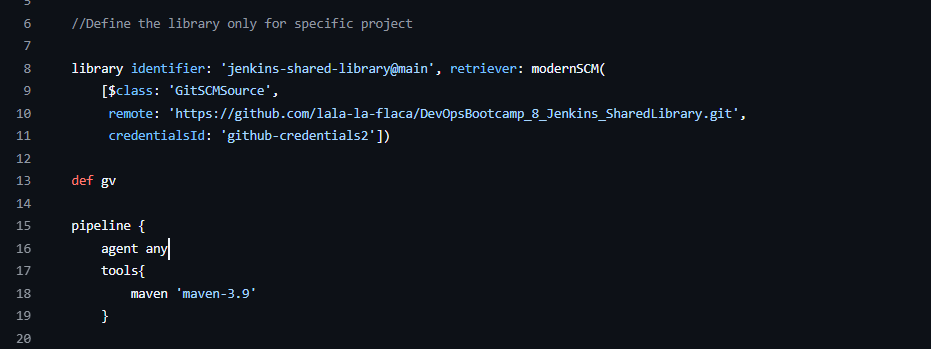 5
6 //Define the library only for specific project
7
8 library identifier: 'jenkins-shared-library@main', retriever: modernSCM(
9 [$class: 'GitSCMSource',
10 remote: 'https://github.com/lala-la-flaca/DevOpsBootcamp_8_Jenkins_SharedLibrary.git',
11 credentialsId: 'github-credentials2'])
12
13 def gv
14
15 pipeline {
16 agent any
17 tools{
18 maven 'maven-3.9'
19 }
20